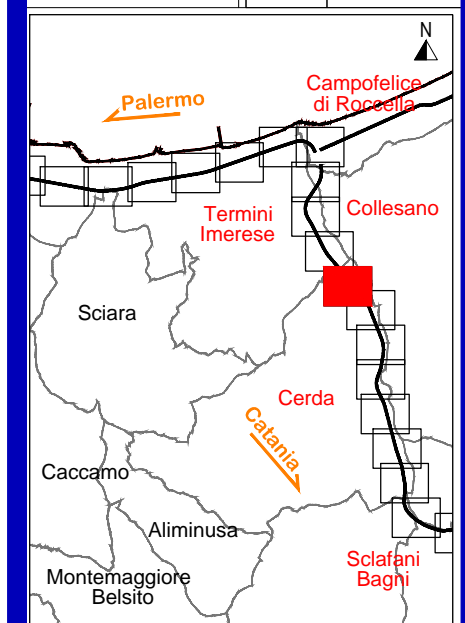 N
Campofelice
di Roccella
Palermo
Termini
Imerese
Collesano
Sciara
Cerda
Catania
Caccamo
Aliminusa
Montemaggiore
Belsito
Sclafani
Bagni